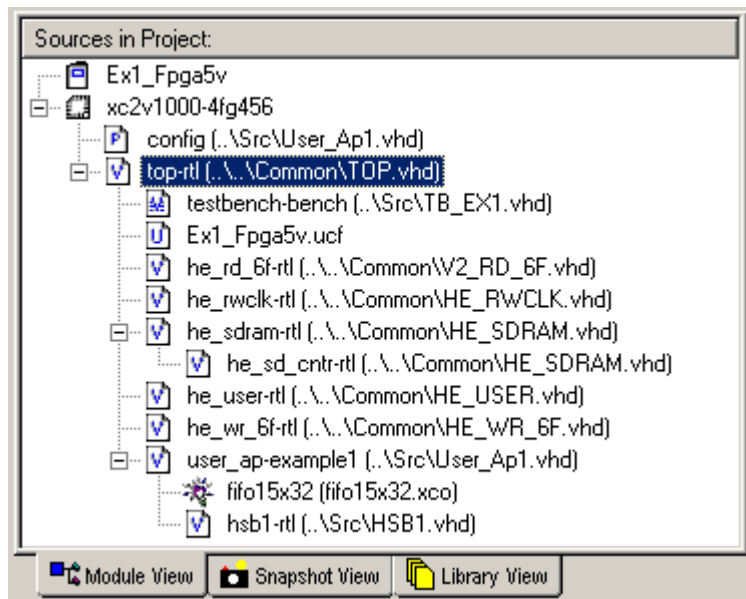 Sources in Project:
Ex1_Fpga5v
xc2v1000-4fg456
config (..\Src\User_Ap1.vhd)
top-rtl (..\..\Common\TOP.vhd)
testbench-bench (..\Src\TB_EX1.vhd)
Ex1_Fpga5v.ucf
he_rd_6f-rtl (..\..\Common\V2_RD_6F.vhd)
he_rwclk-rtl (..\..\Common\HE_RWCLK.vhd)
he_sdram-rtl (..\..\Common\HE_SDRAM.vhd)
he_sd_cntr-rtl (..\..\Common\HE_SDRAM.vhd)
he_user-rtl (..\..\Common\HE_USER.vhd)
he_wr_6f-rtl (..\..\Common\HE_WR_6F.vhd)
user_ap-example1 (..\Src\User_Ap1.vhd)
fifo15x32 (fifo15x32.xco)
hsb1-rtl (..\Src\HSB1.vhd)
Module View Snapshot View Library View